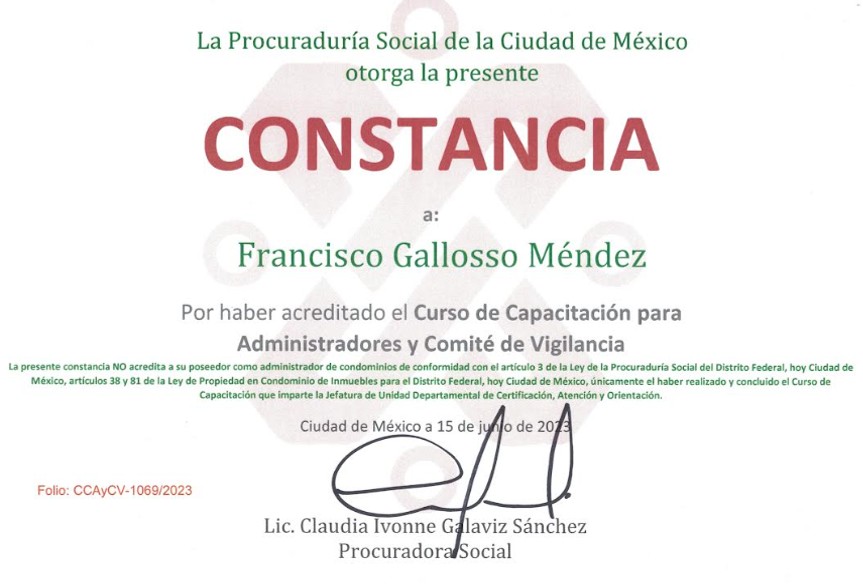 La Procuraduría Social de la Ciudad de México
otorga la presente
CONSTANCIA
a:
Francisco Gallosso Méndez
Por haber acreditado el Curso de Capacitación para
Administradores y Comité de Vigilancia
La presente constancia NO acredita a su poseedor como administrador de condominios de conformidad con el artículo 3 de la Ley de la Procuraduría Social del Distrito Federal, hoy Ciudad de
México, artículos 38 y 81 de la Ley de Propiedad en Condominio de Inmuebles para el Distrito Federal, hoy Ciudad de México, únicamente el haber realizado y concluido el Curso de
Capacitación que imparte la Jefatura de Unidad Departamental de Certificación, Atención y Orientación.
Ciudad de México a 15 de junio de 2023
Folio: CCAyCV-1069/2023
Lic. Claudia Ivonne Galaviz Sánchez
Procuradora Social